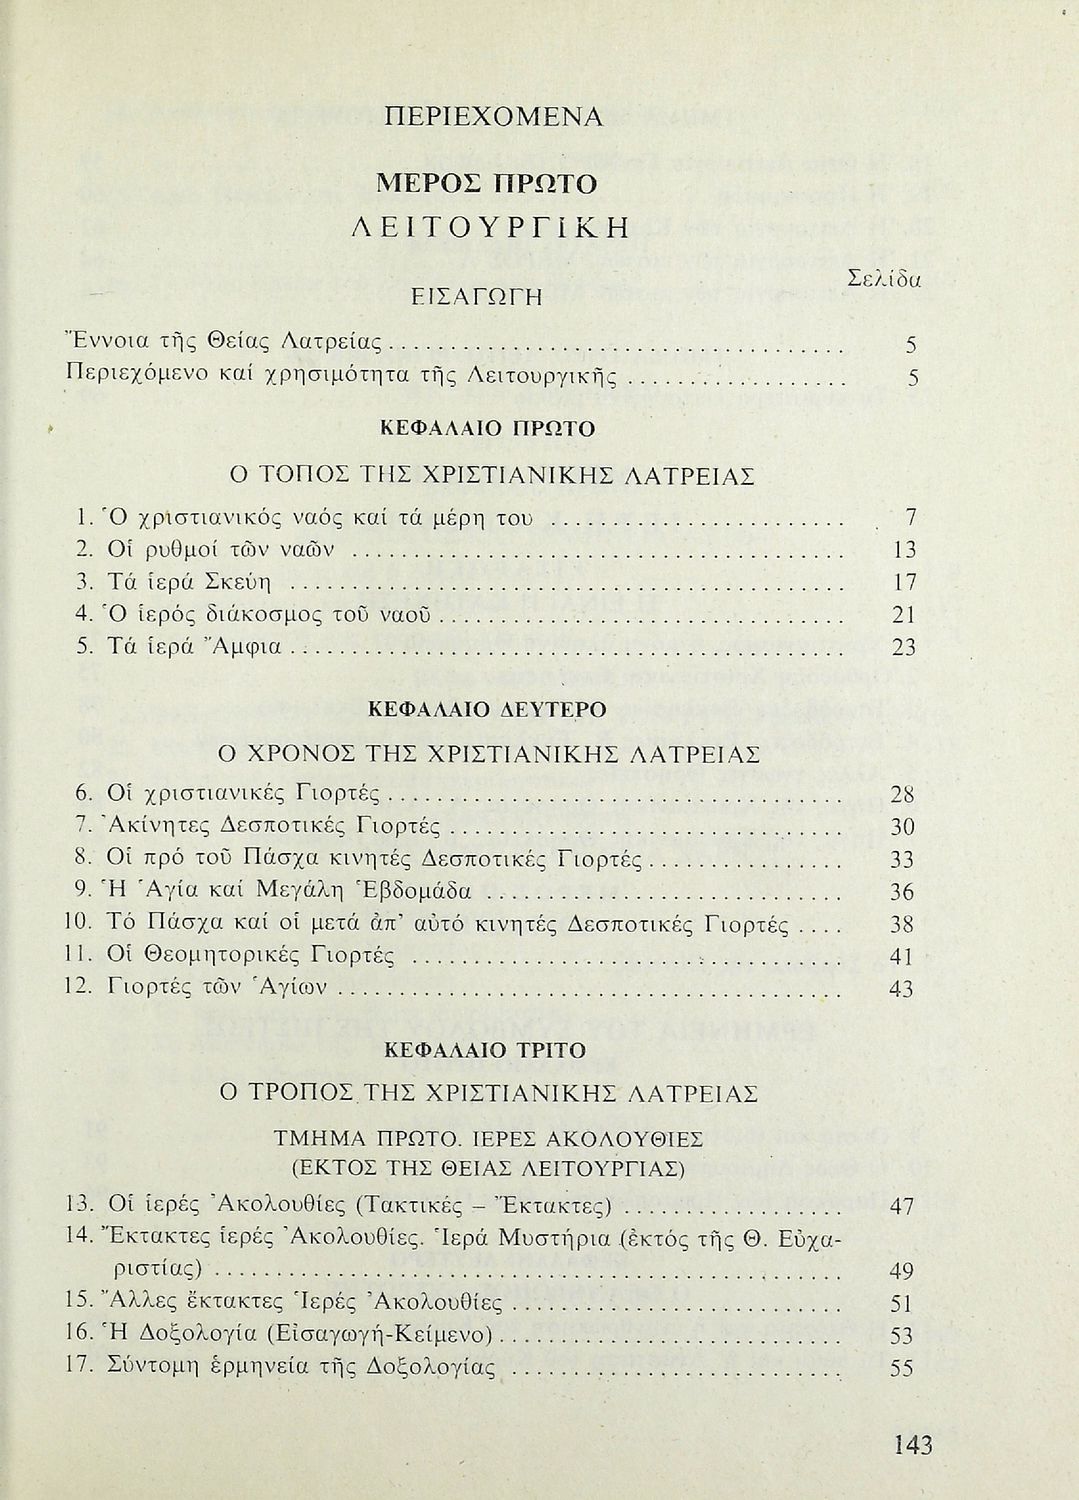 ΠΕΡΙΕΧΟΜΕΝΑ
ΜΕΡΟΣ ΠΡΩΤΟ
ΛΕΙΤΟΥΡΓΙΚΗ
Σελίδα
ΕΙΣΑΓΩΓΗ
Ἔννοια τῆς Θείας Λατρείας ........ 5
Περιεχόμενο καί χρησιμότητα τῆς Λειτουργικῆς ........ 5
ΚΕΦΑΛΑΙΟ ΠΡΩΤΟ
Ο ΤΟΠΟΣ ΤΗΣ ΧΡΙΣΤΙΑΝΙΚΗΣ ΛΑΤΡΕΙΑΣ
1. Ὁ χριστιανικός ναός καί τά μέρη του ........ 7
2. Οἱ ρυθμοί τῶν ναῶν ........ 13
3. Τά ἱερά Σκεύη ........ 17
4. Ὁ ἱερός διάκοσμος τοῦ ναοῦ ........ 21
5. Τά ἱερά Ἄμφια ........ 23
ΚΕΦΑΛΑΙΟ ΔΕΥΤΕΡΟ
Ο ΧΡΟΝΟΣ ΤΗΣ ΧΡΙΣΤΙΑΝΙΚΗΣ ΛΑΤΡΕΙΑΣ
6. Οἱ χριστιανικές Γιορτές ........ 28
7. Ἀκίνητες Δεσποτικές Γιορτές ........ 30
8. Οἱ πρό τοῦ Πάσχα κινητές Δεσποτικές Γιορτές ........ 33
9. Ἡ Ἁγία καί Μεγάλη Ἑβδομάδα ........ 36
10. Τό Πάσχα καί οἱ μετά ἀπ' αὐτό κινητές Δεσποτικές Γιορτές .... 38
11. Οἱ Θεομητορικές Γιορτές ........ 41
12. Γιορτές τῶν Ἁγίων ........ 43
ΚΕΦΑΛΑΙΟ ΤΡΙΤΟ
Ο ΤΡΟΠΟΣ ΤΗΣ ΧΡΙΣΤΙΑΝΙΚΗΣ ΛΑΤΡΕΙΑΣ
ΤΜΗΜΑ ΠΡΩΤΟ. ΙΕΡΕΣ ΑΚΟΛΟΥΘΙΕΣ
(ΕΚΤΟΣ ΤΗΣ ΘΕΙΑΣ ΛΕΙΤΟΥΡΓΙΑΣ)
13. Οἱ ἱερές Ἀκολουθίες (Τακτικές – Ἔκτακτες) ........ 47
14. Ἔκτακτες ἱερές Ἀκολουθίες. Ἱερά Μυστήρια (ἐκτός τῆς Θ. Εὐχα-
ριστίας) ........ 49
15. Ἄλλες ἔκτακτες Ἱερές Ἀκολουθίες ........ 51
16. Ἡ Δοξολογία (Εἰσαγωγή-Κείμενο) ........ 53
17. Σύντομη ἑρμηνεία τῆς Δοξολογίας ........ 55
143